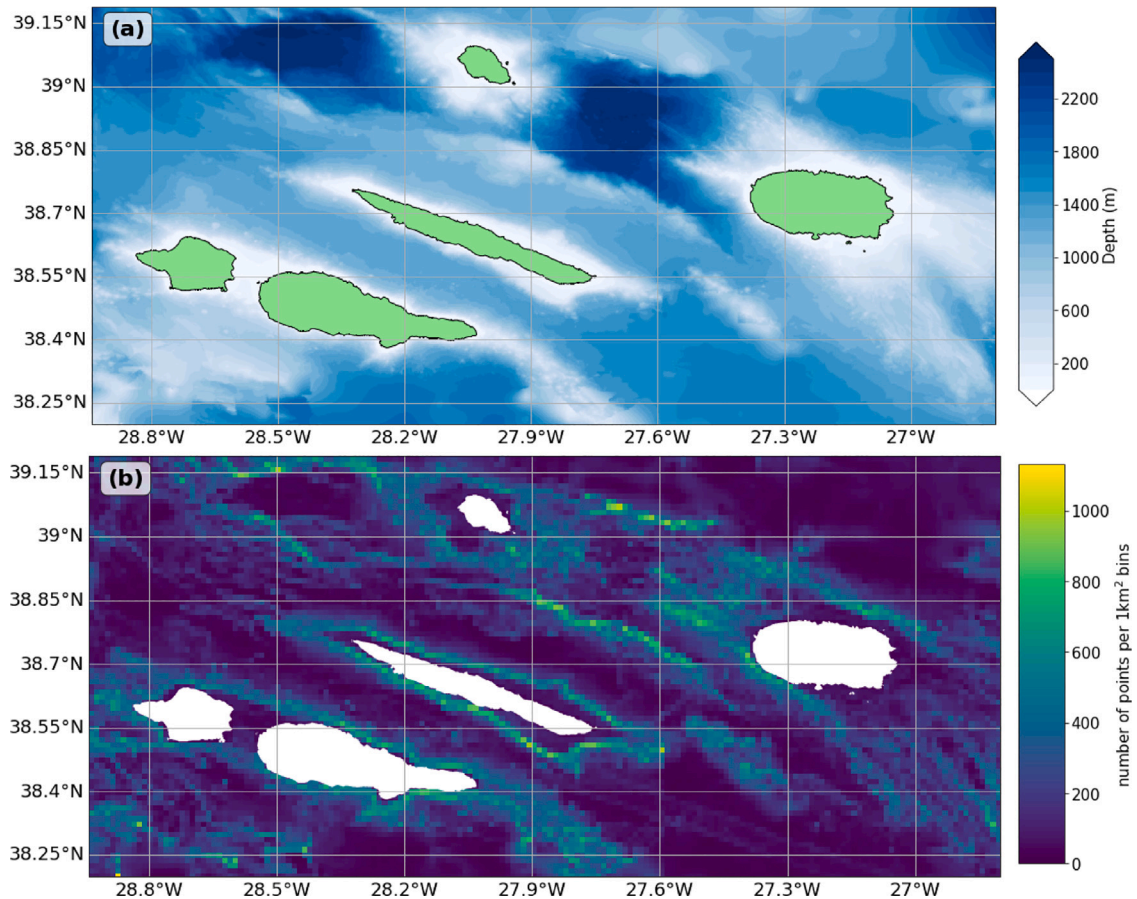 (a)
39.15°N
39°N
38.85°N
38.7°N
38.55°N
38.4°N
38.25°N
28.8°W 28.5°W 28.2°W 27.9°W 27.6°W 27.3°W 27°W
2200
1800
1400
1000
600
200
Depth (m)
(b)
39.15°N
39°N
38.85°N
38.7°N
38.55°N
38.4°N
38.25°N
28.8°W 28.5°W 28.2°W 27.9°W 27.6°W 27.3°W 27°W
1000
800
600
400
200
0
number of points per 1km² bins